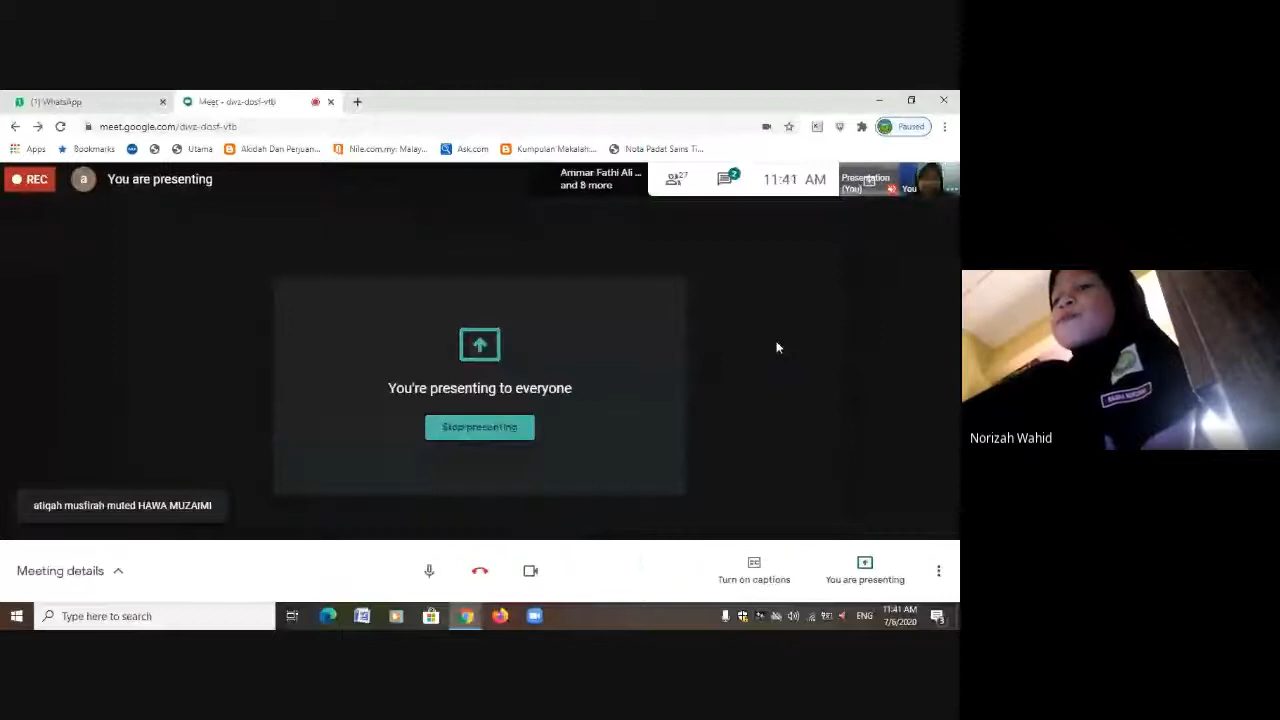 (1) WhatsApp
Meet - dwz-dosf-vtb
meet.google.com/dwz-dosf-vtb
Paused
Apps Bookmarks Utama Akidah Dan Perjuan... Nile.com.my: Malay... Ask.com Kumpulan Makalah:... Nota Padat Sains Ti...
REC
a
You are presenting
Ammar Fathi Ali ...
and 8 more
27
2
11:41 AM
Presentation
(You)
You
You're presenting to everyone
Stop presenting
Norizah Wahid
atiqah musfirah muted HAWA MUZAIMI
Meeting details
Turn on captions
You are presenting
Type here to search
ENG
11:41 AM
7/6/2020
3